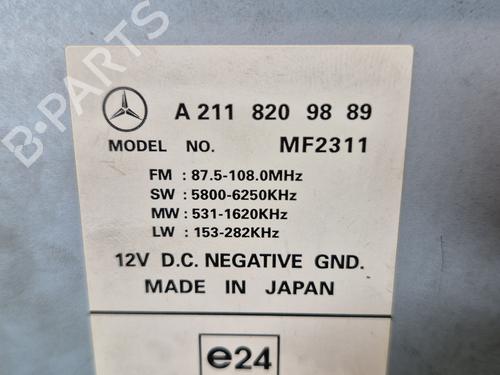 B-PARTS
A 211 820 98 89
MODEL NO. MF2311
FM : 87.5-108.0MHz
SW : 5800-6250KHz
MW : 531-1620KHz
LW : 153-282KHz
12V D.C. NEGATIVE GND.
MADE IN JAPAN
e24